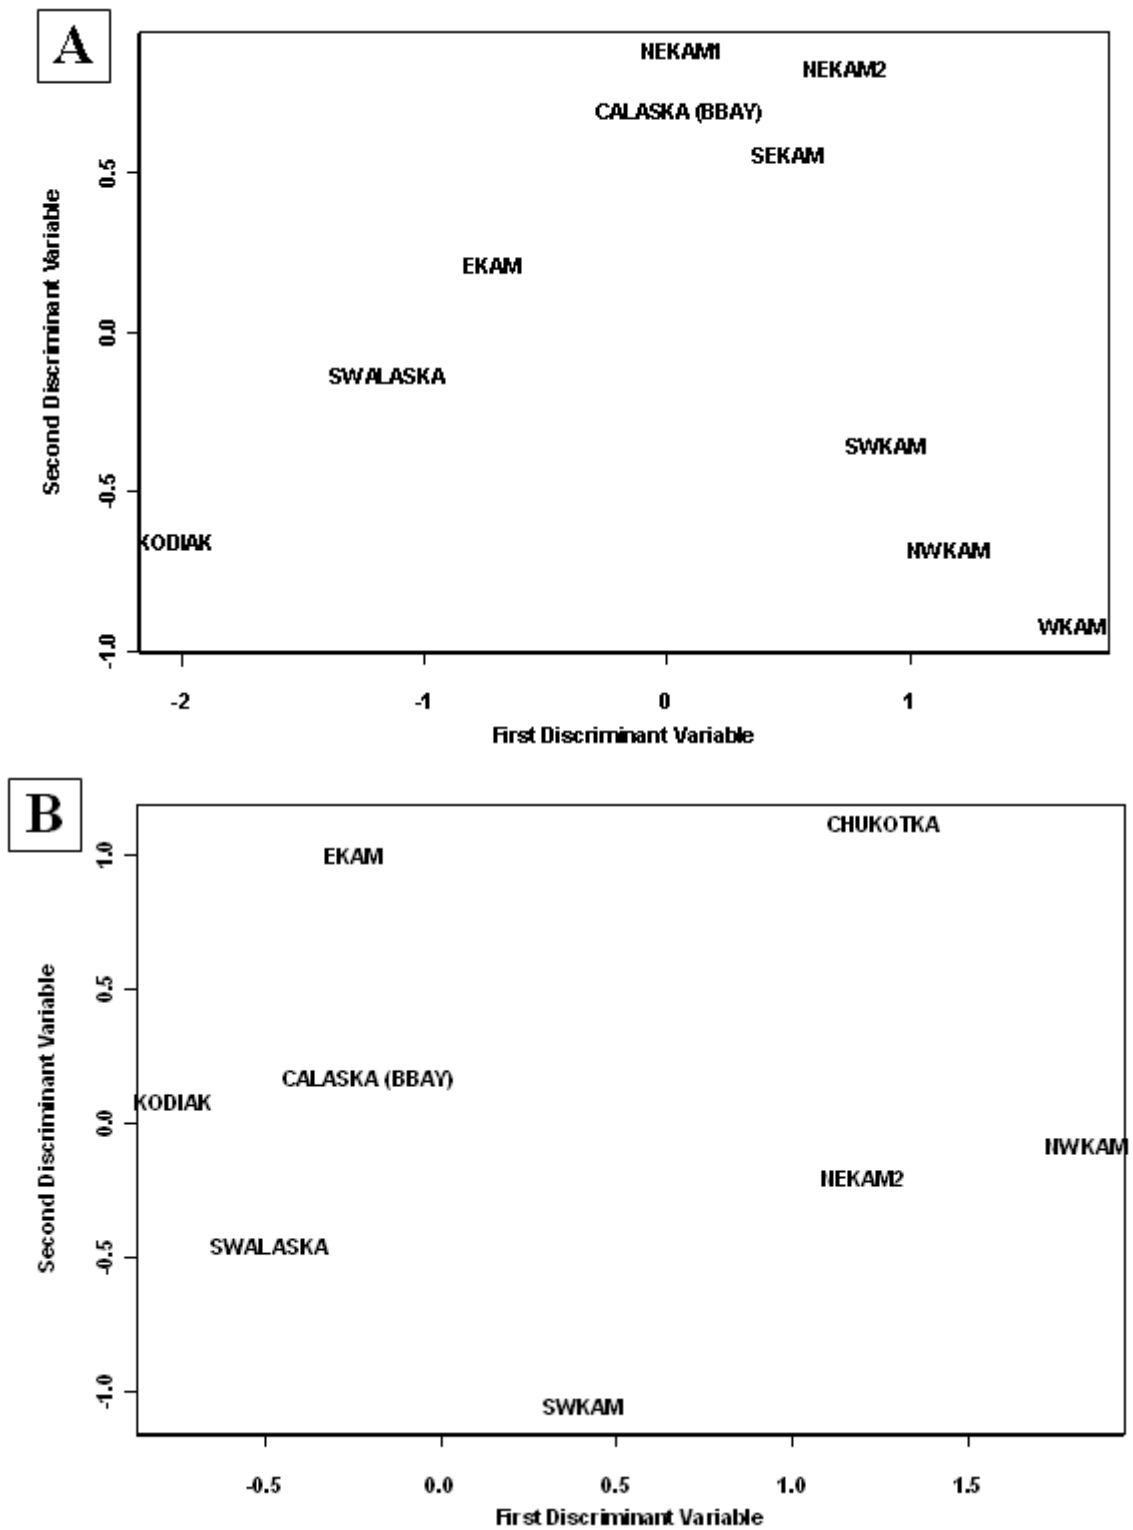 A
NEKAM1
NEKAM2
CALASKA (BBAY)
SEKAM
0.5
EKAM
0.0
SWALASKA
SWKAM
-0.5
KODIAK
NWKAM
WKAM
-1.0
Second Discriminant Variable
-2 -1 0 1
First Discriminant Variable
B
CHUKOTKA
1.0
EKAM
0.5
CALASKA (BBAY)
KODIAK
0.0
NWKAM
NEKAM2
SWALASKA
-0.5
-1.0
SWKAM
Second Discriminant Variable
-0.5 0.0 0.5 1.0 1.5
First Discriminant Variable